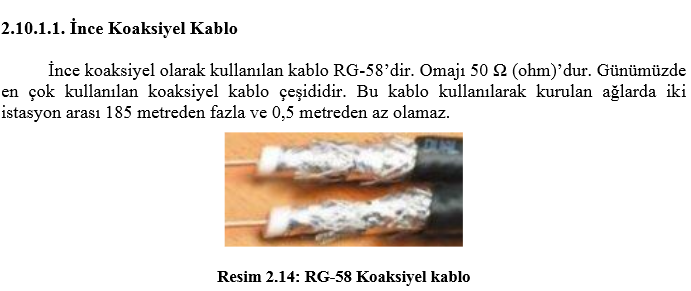 2.10.1.1. İnce Koaksiyel Kablo
İnce koaksiyel olarak kullanılan kablo RG-58’dir. Omajı 50 Ω (ohm)’dur. Günümüzde
en çok kullanılan koaksiyel kablo çeşididir. Bu kablo kullanılarak kurulan ağlarda iki
istasyon arası 185 metreden fazla ve 0,5 metreden az olamaz.
Resim 2.14: RG-58 Koaksiyel kablo